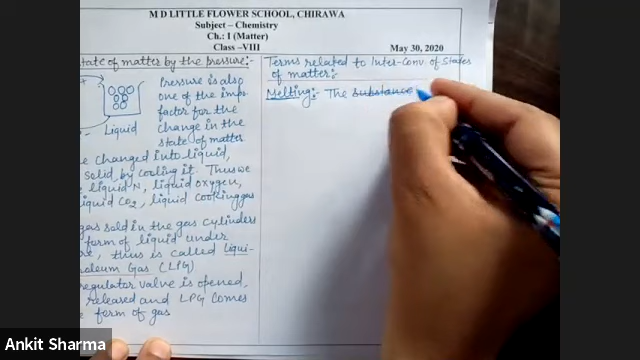 M D LITTLE FLOWER SCHOOL, CHIRAWA
Subject – Chemistry
Ch.: I (Matter)
Class –VIII
May 30, 2020
state of matter by the pressure:-
Liquid
Pressure is also
one of the imp.
factor for the
change in the
state of matter
changed into liquid,
solid by cooling it. Thus we
liquid N, liquid oxygen,
liquid CO2, liquid cooking gas
gas sold in the gas cylinders
form of liquid under
, thus is called Liqui-
Gas (LPG)
regulator valve is opened,
released and LPG comes
form of gas
Terms related to Inter-Conv. of States
of matter:-
Melting:- The substance
Ankit Sharma